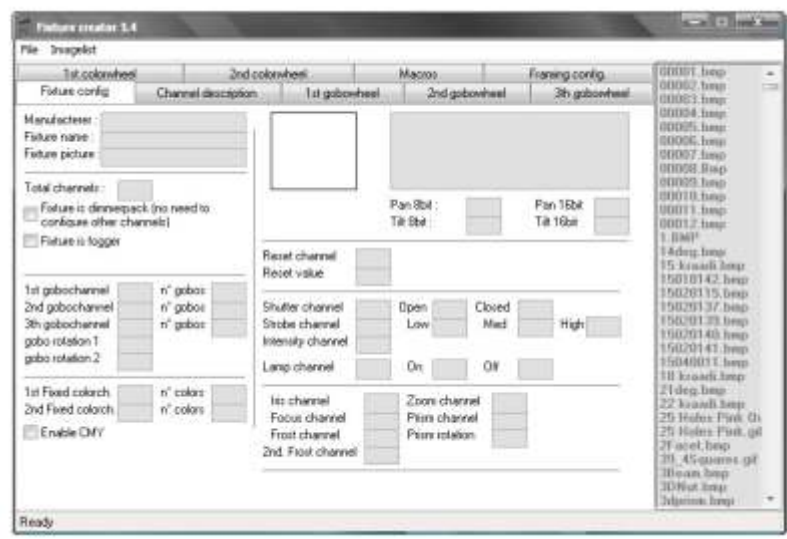 Fixture creator 3.4
File Imagelist
1st colorwheel 2nd colorwheel Macros Framing config.
Fixture config Channel description 1st gobowheel 2nd gobowheel 3th gobowheel
Manufacterer :
Fixture name :
Fixture picture :
Total channels :
Fixture is dimmerpack (no need to
configure other channels)
Fixture is fogger
Pan 8bit : Pan 16bit
Tilt 8bit : Tilt 16bit
Reset channel
Reset value
1st gobochannel n° gobos
2nd gobochannel n° gobos
3th gobochannel n° gobos
gobo rotation 1
gobo rotation 2
Shutter channel Open Closed
Strobe channel Low Med High
Intensity channel
Lamp channel On Off
1st Fixed colorch. n° colors
2nd Fixed colorch. n° colors
Enable CMY
Iris channel Zoom channel
Focus channel Prism channel
Frost channel Prism rotation
2nd. Frost channel
00001.bmp
00002.bmp
00003.bmp
00004.bmp
00005.bmp
00006.bmp
00007.bmp
00008.Bmp
00009.bmp
00010.bmp
00011.bmp
00012.bmp
1.BMP
14deg.bmp
15 kraadi.bmp
15010142.bmp
15020115.bmp
15020137.bmp
15020139.bmp
15020140.bmp
15020141.bmp
15040011.bmp
18 kraadi.bmp
21deg.bmp
22 kraadi.bmp
25 Holes Pink
25 Holes Pink.gif
2Facet.bmp
39_4Squares.gif
3Beam.bmp
3DNut.bmp
3dprism.bmp
Ready